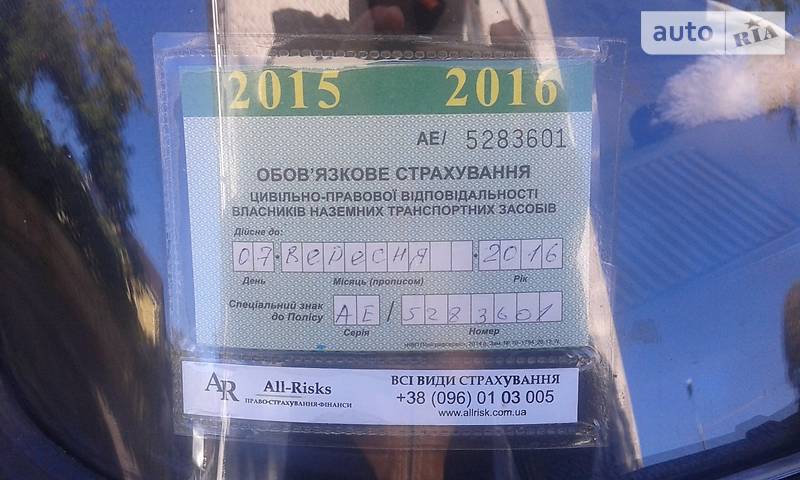 auto RIA
2015 2016
АЕ/ 5283601
ОБОВ'ЯЗКОВЕ СТРАХУВАННЯ
ЦИВІЛЬНО-ПРАВОВОЇ ВІДПОВІДАЛЬНОСТІ
ВЛАСНИКІВ НАЗЕМНИХ ТРАНСПОРТНИХ ЗАСОБІВ
Дійсне до:
07 вересня 2016
День Місяць (прописом) Рік
Спеціальний знак
до Полісу
АЕ / 5283601
Серія Номер
AR All-Risks
ПРАВО·СТРАХУВАННЯ·ФІНАНСИ
ВСІ ВИДИ СТРАХУВАННЯ
+38 (096) 01 03 005
www.allrisk.com.ua